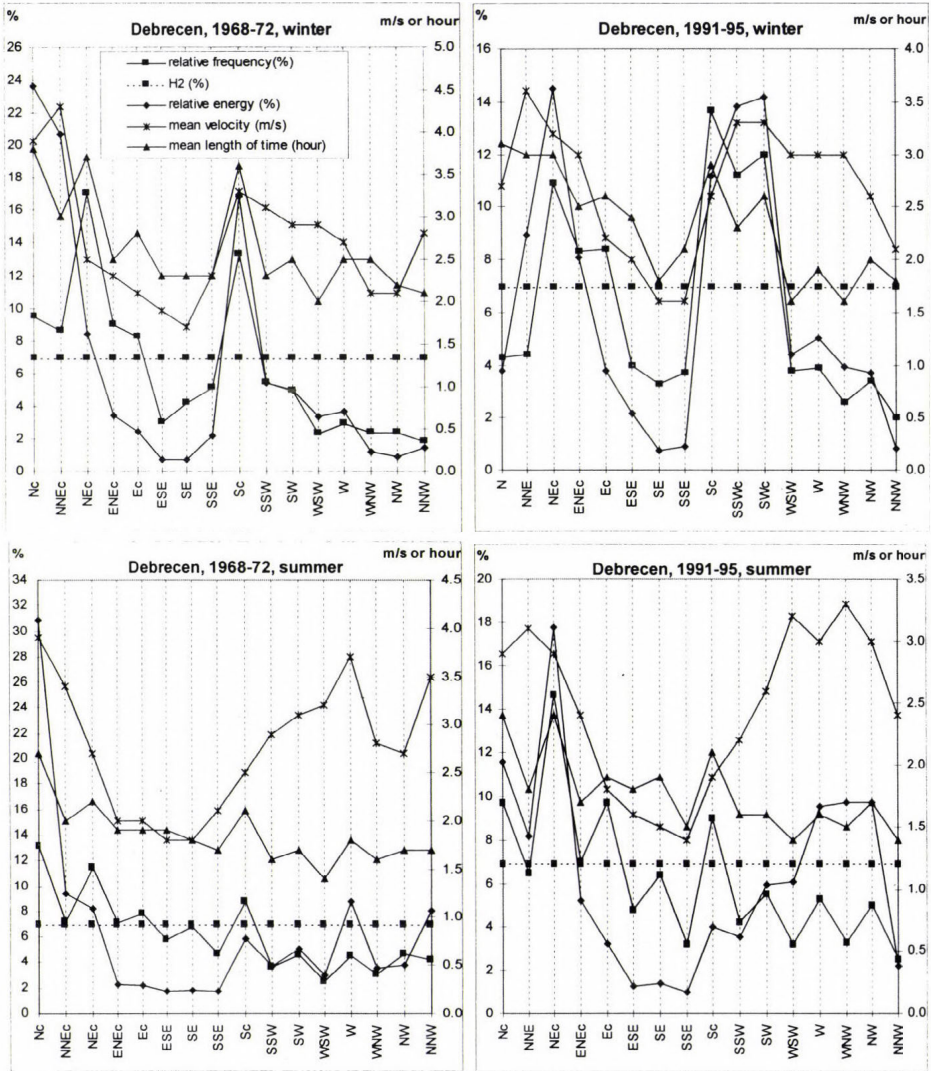 %
Debrecen, 1968-72, winter
m/s or hour
relative frequency(%)
H2 (%)
relative energy (%)
mean velocity (m/s)
mean length of time (hour)
26
24
22
20
18
16
14
12
10
8
6
4
2
0
5.0
4.5
4.0
3.5
3.0
2.5
2.0
1.5
1.0
0.5
0.0
Nc
NNEc
NEc
ENEc
Ec
ESE
SE
SSE
Sc
SSW
SW
WSW
W
WNW
NW
NNW
%
Debrecen, 1991-95, winter
m/s or hour
16
14
12
10
8
6
4
2
0
4.0
3.5
3.0
2.5
2.0
1.5
1.0
0.5
0.0
N
NNE
NEc
ENEc
Ec
ESE
SE
SSE
Sc
SSWc
SWc
WSW
W
WNW
NW
NNW
%
Debrecen, 1968-72, summer
m/s or hour
34
32
30
28
26
24
22
20
18
16
14
12
10
8
6
4
2
0
4.5
4.0
3.5
3.0
2.5
2.0
1.5
1.0
0.5
0.0
Nc
NNEc
NEc
ENEc
Ec
ESE
SE
SSE
Sc
SSW
SW
WSW
W
WNW
NW
NNW
%
Debrecen, 1991-95, summer
m/s or hour
20
18
16
14
12
10
8
6
4
2
0
3.5
3.0
2.5
2.0
1.5
1.0
0.5
0.0
Nc
NNE
NEc
ENEc
Ec
ESE
SE
SSE
Sc
SSW
SW
WSW
W
WNW
NW
NNW